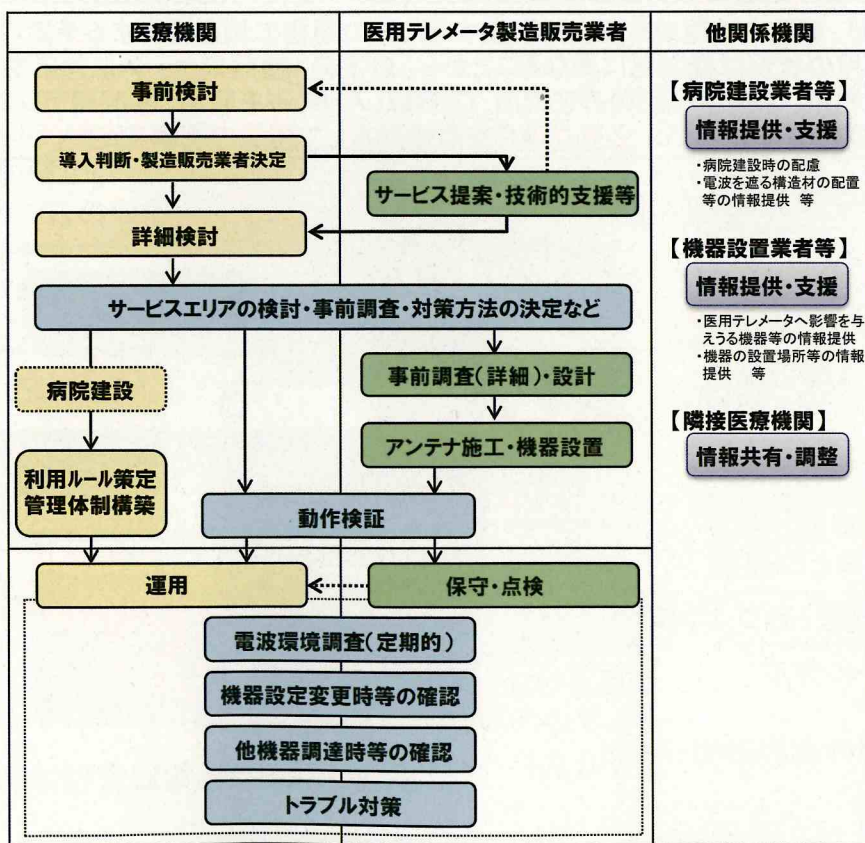 医療機関
医用テレメータ製造販売業者
他関係機関
事前検討
導入判断・製造販売業者決定
サービス提案・技術的支援等
詳細検討
サービスエリアの検討・事前調査・対策方法の決定など
病院建設
事前調査(詳細)・設計
アンテナ施工・機器設置
利用ルール策定
管理体制構築
動作検証
運用
保守・点検
電波環境調査(定期的)
機器設定変更時等の確認
他機器調達時等の確認
トラブル対策
【病院建設業者等】
情報提供・支援
・病院建設時の配慮
・電波を遮る構造材の配置
等の情報提供 等
【機器設置業者等】
情報提供・支援
・医用テレメータへ影響を与
えうる機器等の情報提供
・機器の設置場所等の情報
提供 等
【隣接医療機関】
情報共有・調整